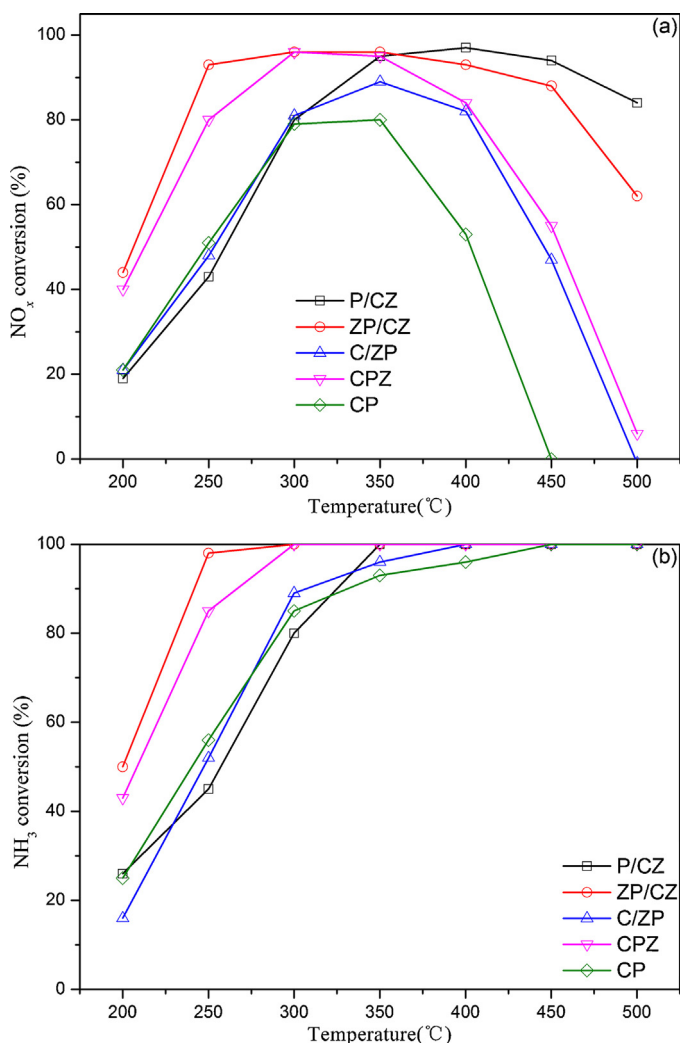 (a)
100
80
60
40
20
0
NOx conversion (%)
P/CZ
ZP/CZ
C/ZP
CPZ
CP
200 250 300 350 400 450 500
Temperature(℃)
(b)
100
80
60
40
20
0
NH3 conversion (%)
P/CZ
ZP/CZ
C/ZP
CPZ
CP
200 250 300 350 400 450 500
Temperature(℃)